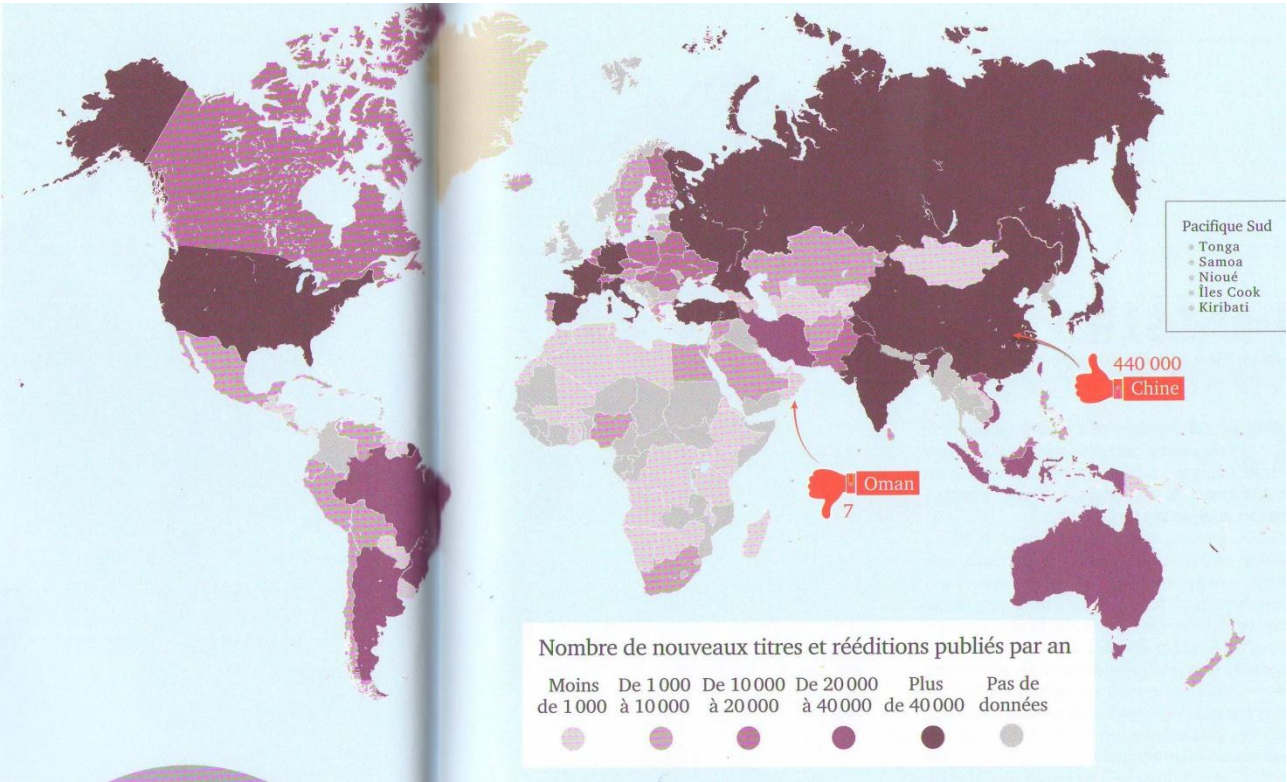 Pacifique Sud
Tonga
Samoa
Nioué
Îles Cook
Kiribati
440 000
Chine
Oman
7
Nombre de nouveaux titres et rééditions publiés par an
Moins de 1 000
De 1 000 à 10 000
De 10 000 à 20 000
De 20 000 à 40 000
Plus de 40 000
Pas de données